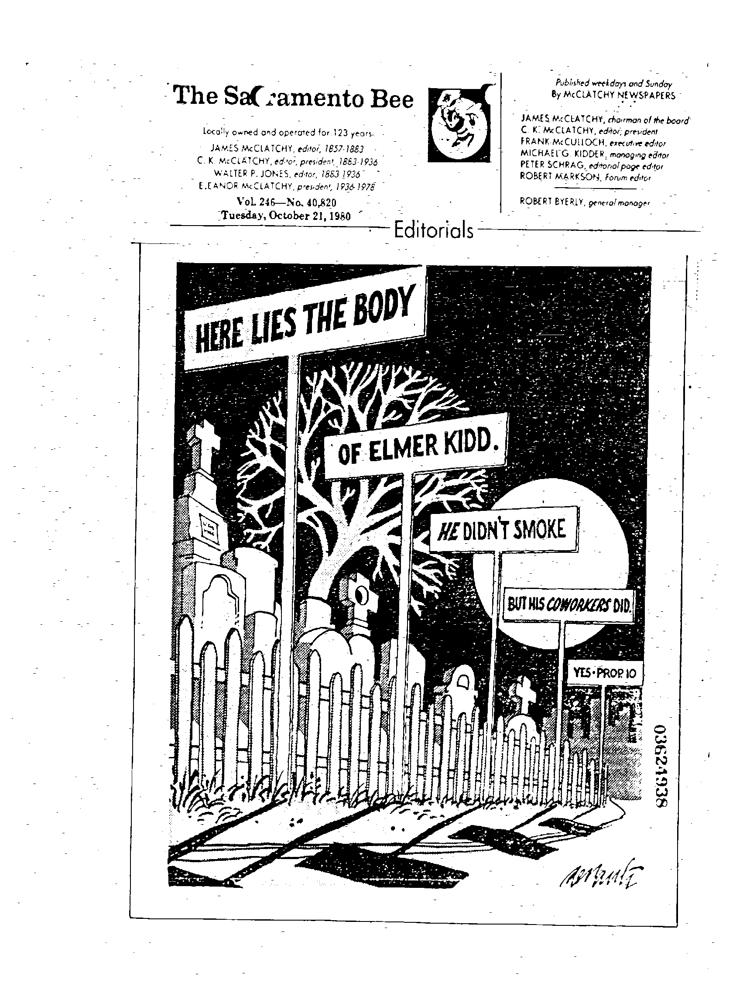 The Sacramento Bee
Locally owned and operated for 123 years
JAMES McCLATCHY, editor, 1857-1883
C. K. McCLATCHY, editor, president, 1883-1936
WALTER P. JONES, editor, 1883 1936
ELEANOR McCLATCHY, president, 1936-1978
Vol. 246—No. 40,820
Tuesday, October 21, 1980
Published weekdays and Sunday
By McCLATCHY NEWSPAPERS
JAMES McCLATCHY, chairman of the board
C. K. McCLATCHY, editor, president
FRANK McCULLOCH, executive editor
MICHAEL G. KIDDER, managing editor
PETER SCHRAG, editorial page editor
ROBERT MARKSON, Forum editor
ROBERT BYERLY, general manager
Editorials
HERE LIES THE BODY
OF ELMER KIDD.
HE DIDN'T SMOKE
BUT HIS COWORKERS DID.
YES·PROP. 10
03624938